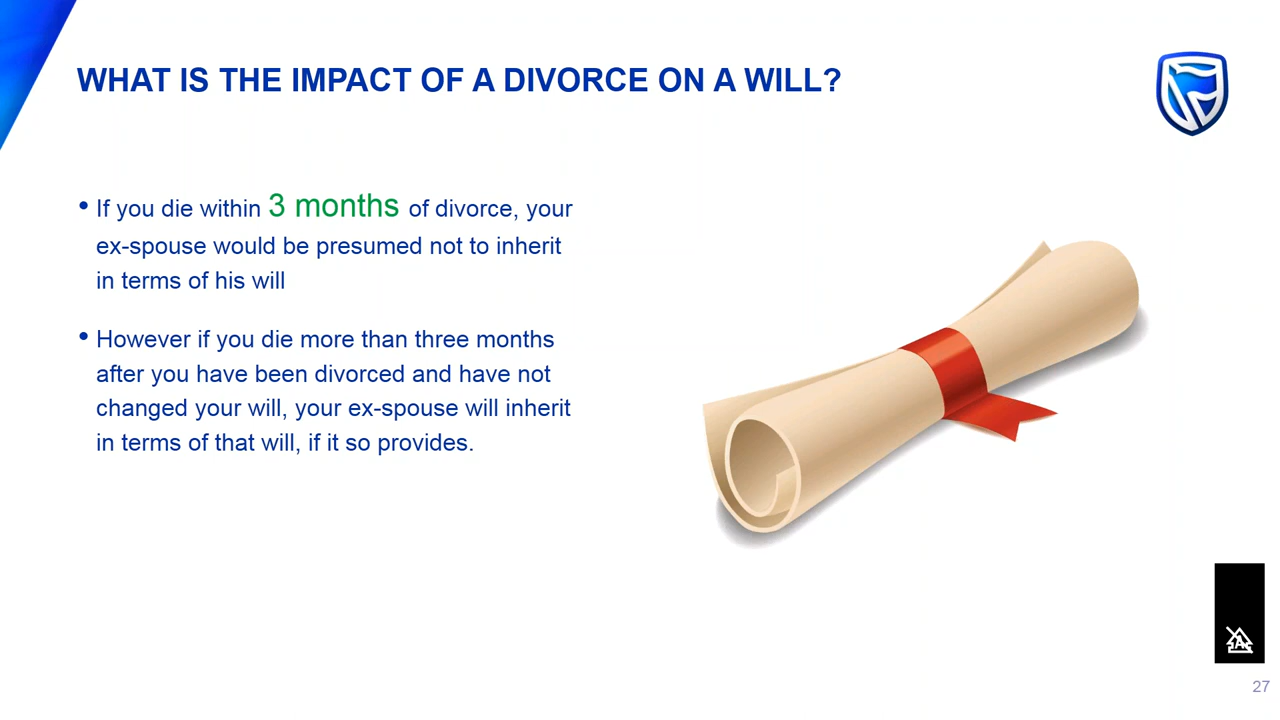 WHAT IS THE IMPACT OF A DIVORCE ON A WILL?
• If you die within 3 months of divorce, your
ex-spouse would be presumed not to inherit
in terms of his will
• However if you die more than three months
after you have been divorced and have not
changed your will, your ex-spouse will inherit
in terms of that will, if it so provides.
27